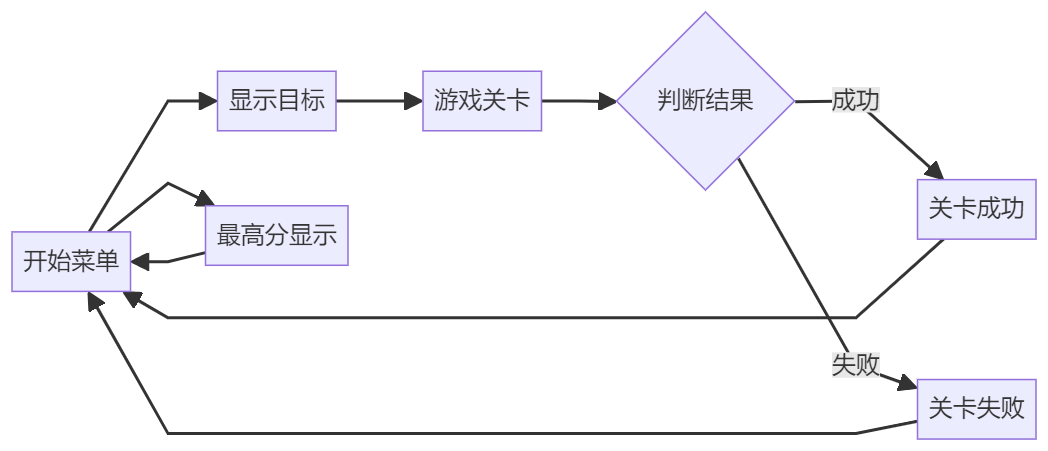 显示目标
游戏关卡
判断结果
成功
关卡成功
最高分显示
开始菜单
失败
关卡失败